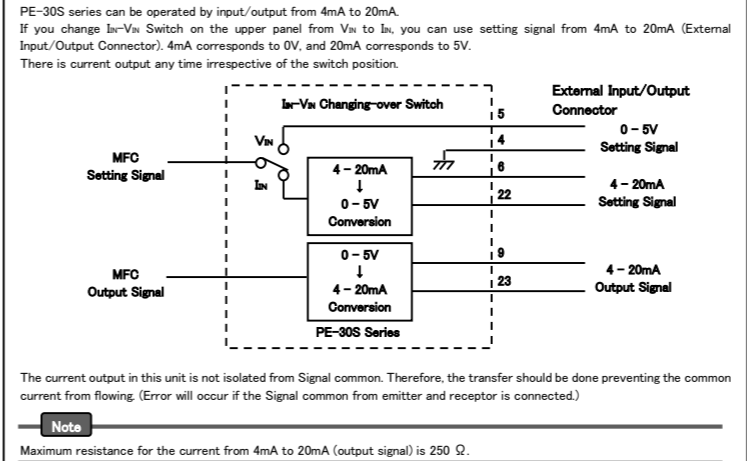 PE-30S series can be operated by input/output from 4mA to 20mA.
If you change IIN-VIN Switch on the upper panel from VIN to IIN, you can use setting signal from 4mA to 20mA (External
Input/Output Connector). 4mA corresponds to 0V, and 20mA corresponds to 5V.
There is current output any time irrespective of the switch position.
IIN-VIN Changing-over Switch
External Input/Output
Connector
5
VIN
0 – 5V
4
Setting Signal
MFC
Setting Signal
IIN
4 – 20mA
↓
0 – 5V
Conversion
6
22
4 – 20mA
Setting Signal
MFC
Output Signal
0 – 5V
↓
4 – 20mA
Conversion
9
23
4 – 20mA
Output Signal
PE-30S Series
The current output in this unit is not isolated from Signal common. Therefore, the transfer should be done preventing the common
current from flowing. (Error will occur if the Signal common from emitter and receptor is connected.)
Note
Maximum resistance for the current from 4mA to 20mA (output signal) is 250 Ω.